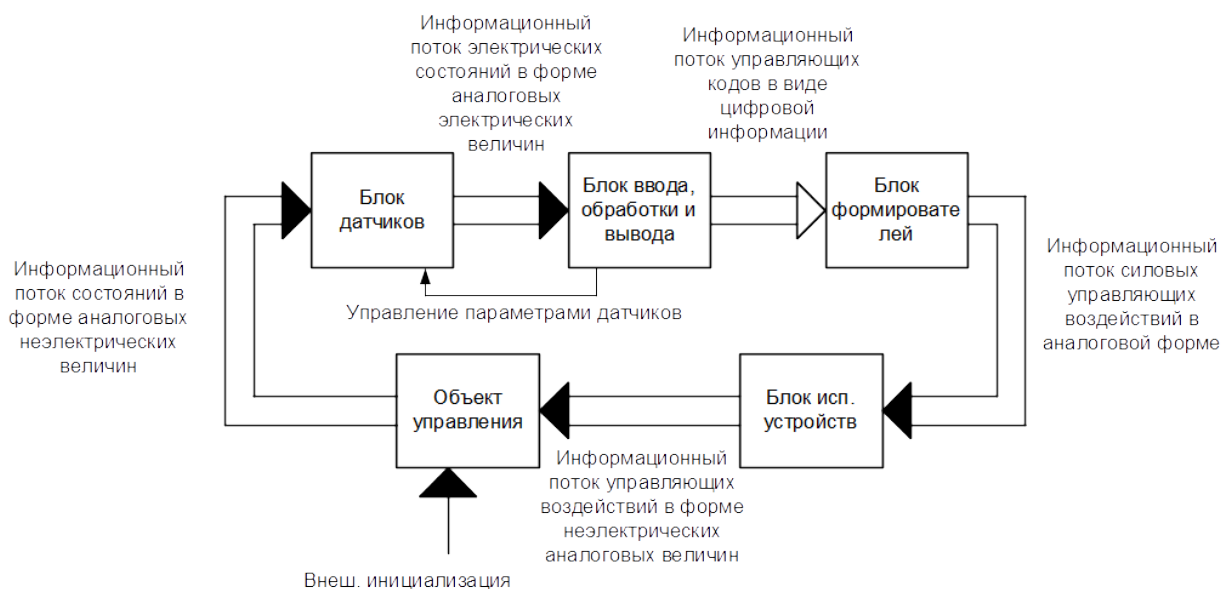 Информационный
поток электрических
состояний в форме
аналоговых
электрических
величин
Информационный
поток управляющих
кодов в виде
цифровой
информации
Блок
датчиков
Блок ввода,
обработки и
вывода
Блок
формировате
лей
Информационный
поток состояний в
форме аналоговых
неэлектрических
величин
Управление параметрами датчиков
Информационный
поток силовых
управляющих
воздействий в
аналоговой форме
Объект
управления
Блок исп.
устройств
Информационный
поток управляющих
воздействий в форме
неэлектрических
аналоговых величин
Внеш. инициализация